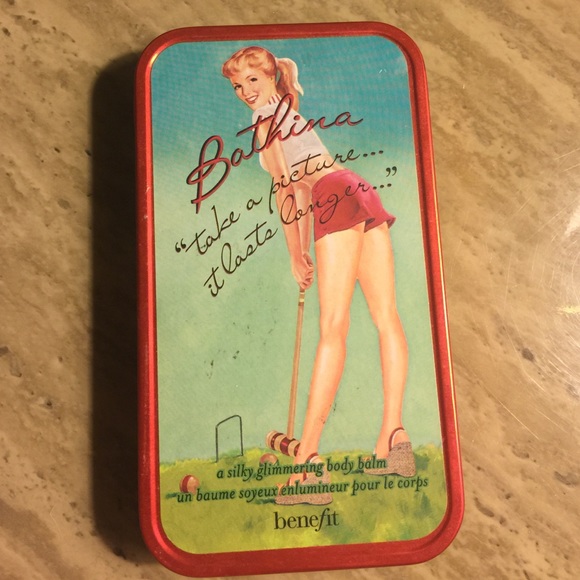 Bathina
“take a picture...
it lasts longer...”
a silky, glimmering body balm
un baume soyeux enlumineur pour le corps
benefit